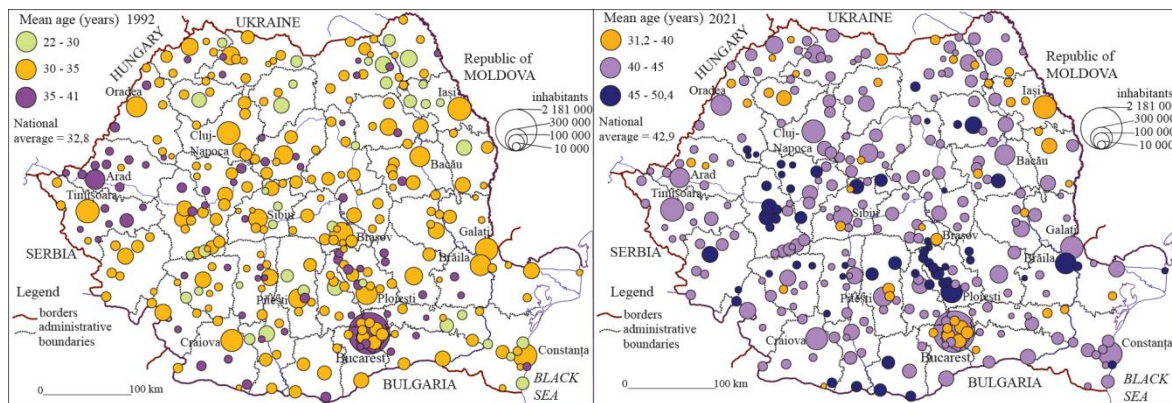 Mean age (years) 1992
22 - 30
30 - 35
35 - 41
National
average = 32,8
UKRAINE
HUNGARY
Republic of
MOLDOVA
inhabitants
2 181 000
300 000
100 000
10 000
Oradea
Iași
Cluj-
Napoca
Bacău
Arad
Timișoara
Sibiu
Brașov
Galați
Brăila
SERBIA
Legend
borders
administrative
boundaries
Pitești
Ploiești
Craiova
Bucarest
Constanța
BULGARIA
BLACK
SEA
0 100 km
Mean age (years) 2021
31,2 - 40
40 - 45
45 - 50,4
National
average = 42,9
UKRAINE
HUNGARY
Republic of
MOLDOVA
inhabitants
2 181 000
300 000
100 000
10 000
Oradea
Iași
Cluj-
Napoca
Bacău
Arad
Timișoara
Sibiu
Brașov
Galați
Brăila
SERBIA
Legend
borders
administrative
boundaries
Pitești
Ploiești
Craiova
Bucarest
Constanța
BULGARIA
BLACK
SEA
0 100 km